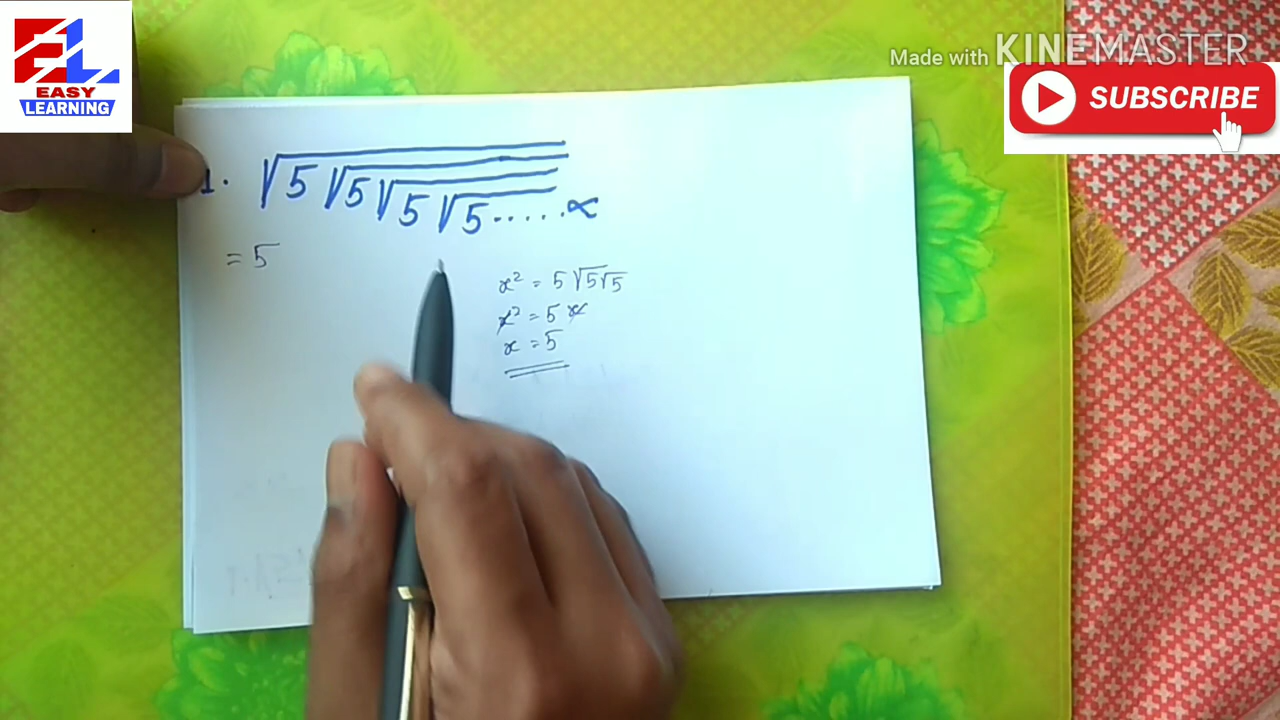 EL
EASY
LEARNING
Made with KINEMASTER
SUBSCRIBE
1. √5√5√5√5.....∝
= 5
x² = 5√5√5
x² = 5x
x = 5